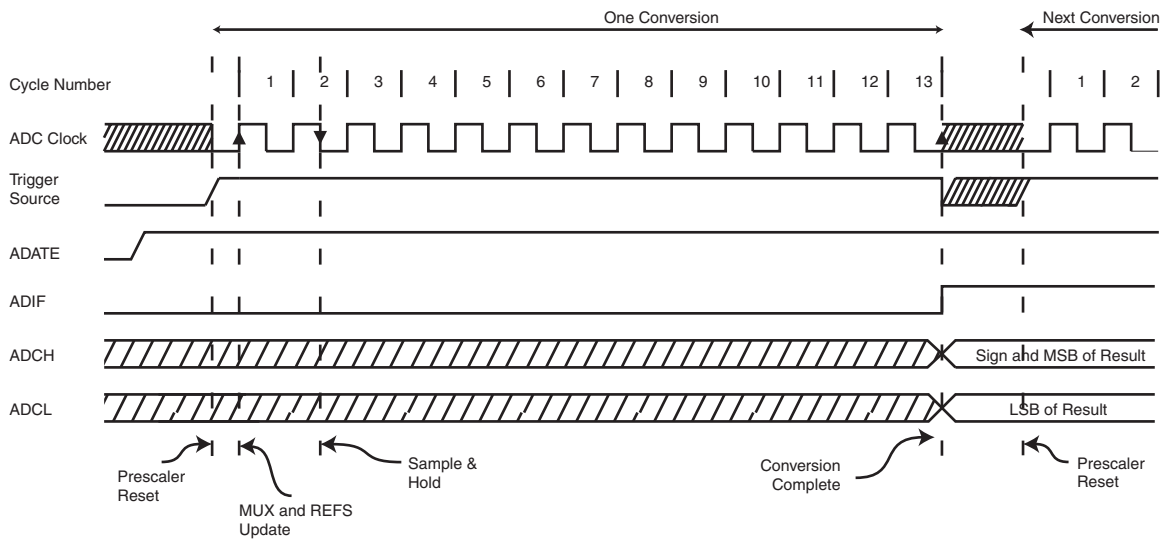 One Conversion
Next Conversion
Cycle Number
1 2 3 4 5 6 7 8 9 10 11 12 13 1 2
ADC Clock
Trigger
Source
ADATE
ADIF
ADCH
Sign and MSB of Result
ADCL
LSB of Result
Prescaler
Reset
MUX and REFS
Update
Sample &
Hold
Conversion
Complete
Prescaler
Reset